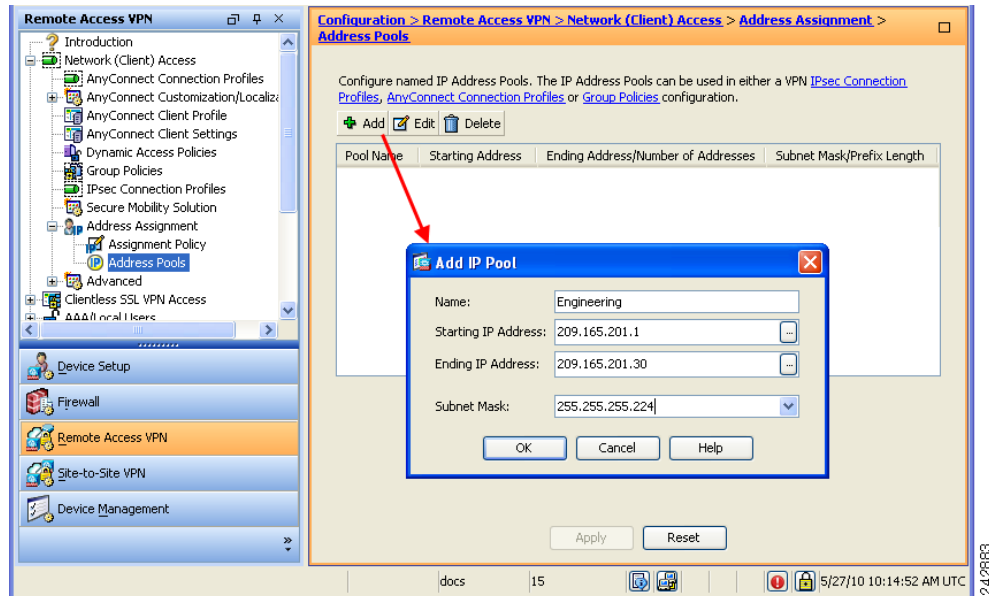 Remote Access VPN
Introduction
Network (Client) Access
AnyConnect Connection Profiles
AnyConnect Customization/Localiza
AnyConnect Client Profile
AnyConnect Client Settings
Dynamic Access Policies
Group Policies
IPsec Connection Profiles
Secure Mobility Solution
Address Assignment
Assignment Policy
IP Address Pools
Advanced
Clientless SSL VPN Access
AAA/Local Users
Device Setup
Firewall
Remote Access VPN
Site-to-Site VPN
Device Management
Configuration > Remote Access VPN > Network (Client) Access > Address Assignment >
Address Pools
Configure named IP Address Pools. The IP Address Pools can be used in either a VPN IPsec Connection
Profiles, AnyConnect Connection Profiles or Group Policies configuration.
Add Edit Delete
Pool Name Starting Address Ending Address/Number of Addresses Subnet Mask/Prefix Length
Add IP Pool
Name: Engineering
Starting IP Address: 209.165.201.1 ...
Ending IP Address: 209.165.201.30 ...
Subnet Mask: 255.255.255.224
OK Cancel Help
Apply Reset
docs 15 5/27/10 10:14:52 AM UTC
242883